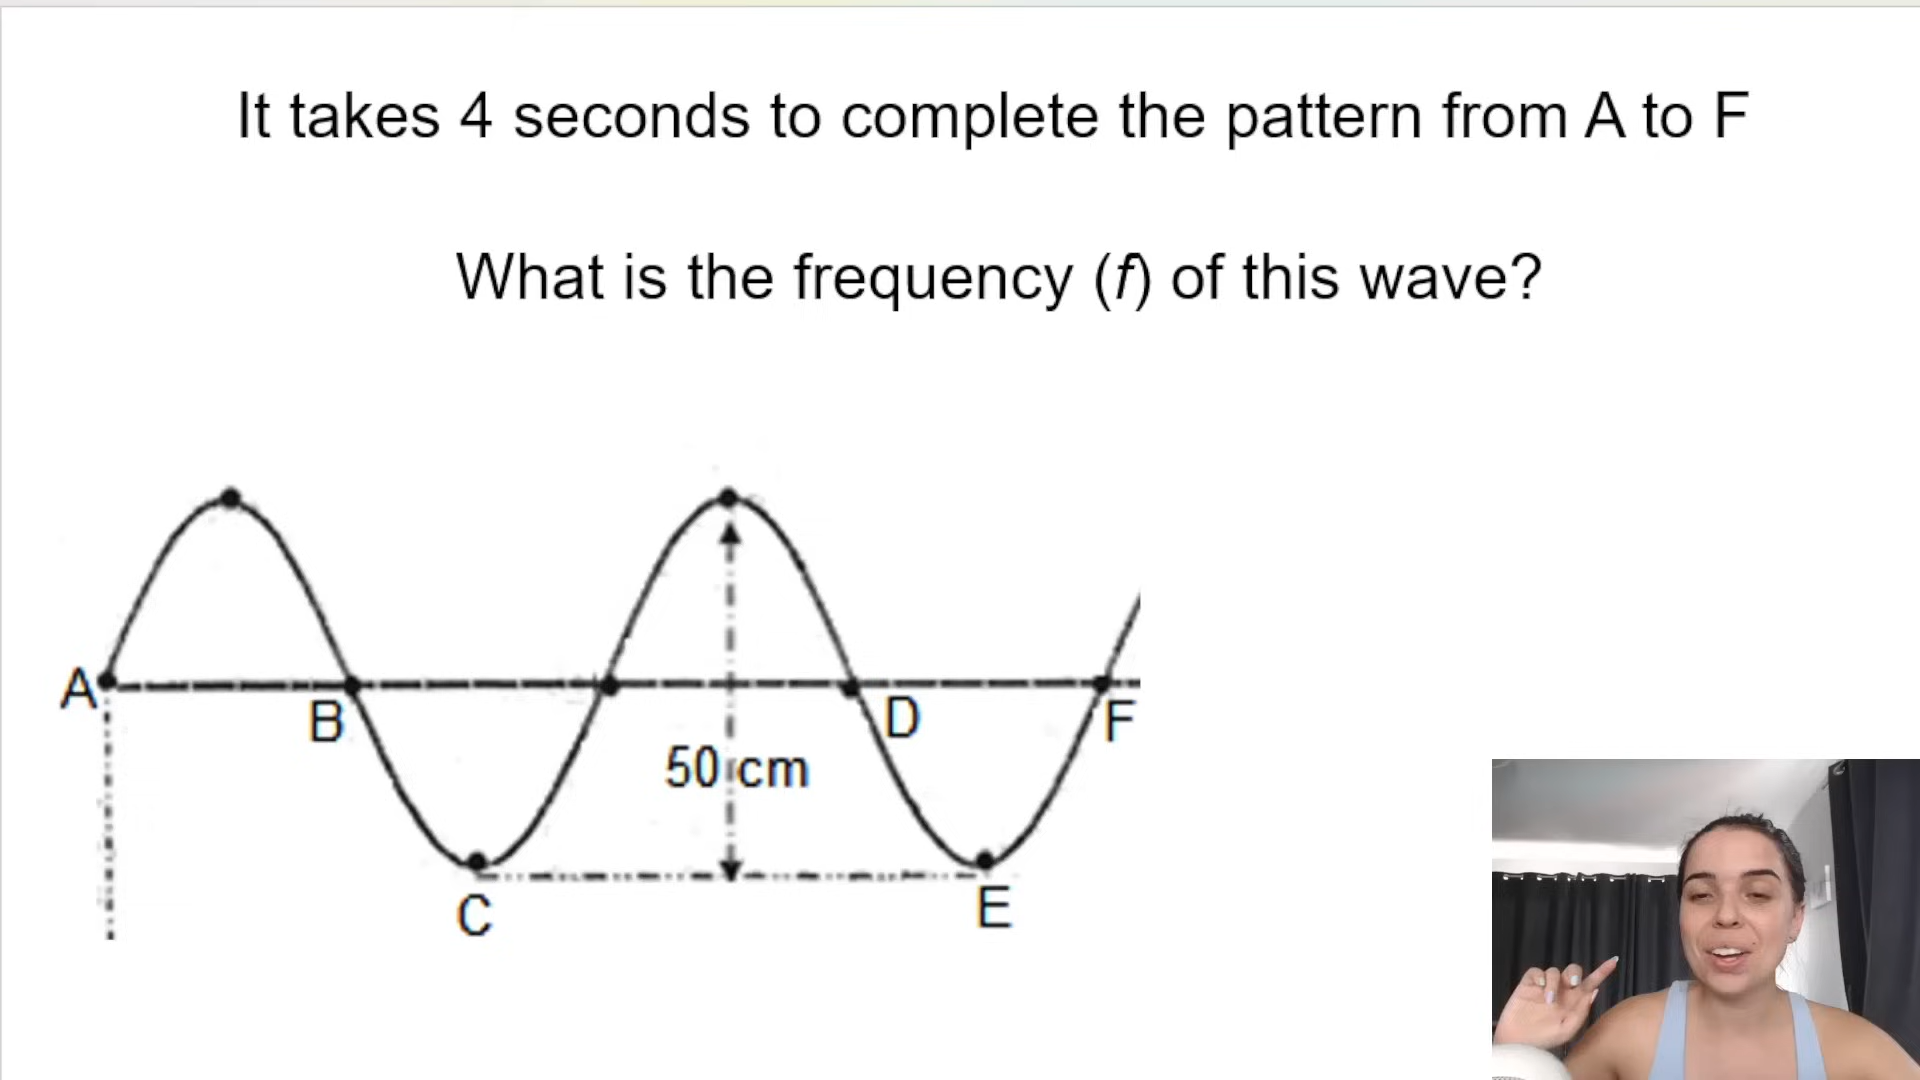 It takes 4 seconds to complete the pattern from A to F
What is the frequency (f) of this wave?
A
B
D
F
50 cm
C
E